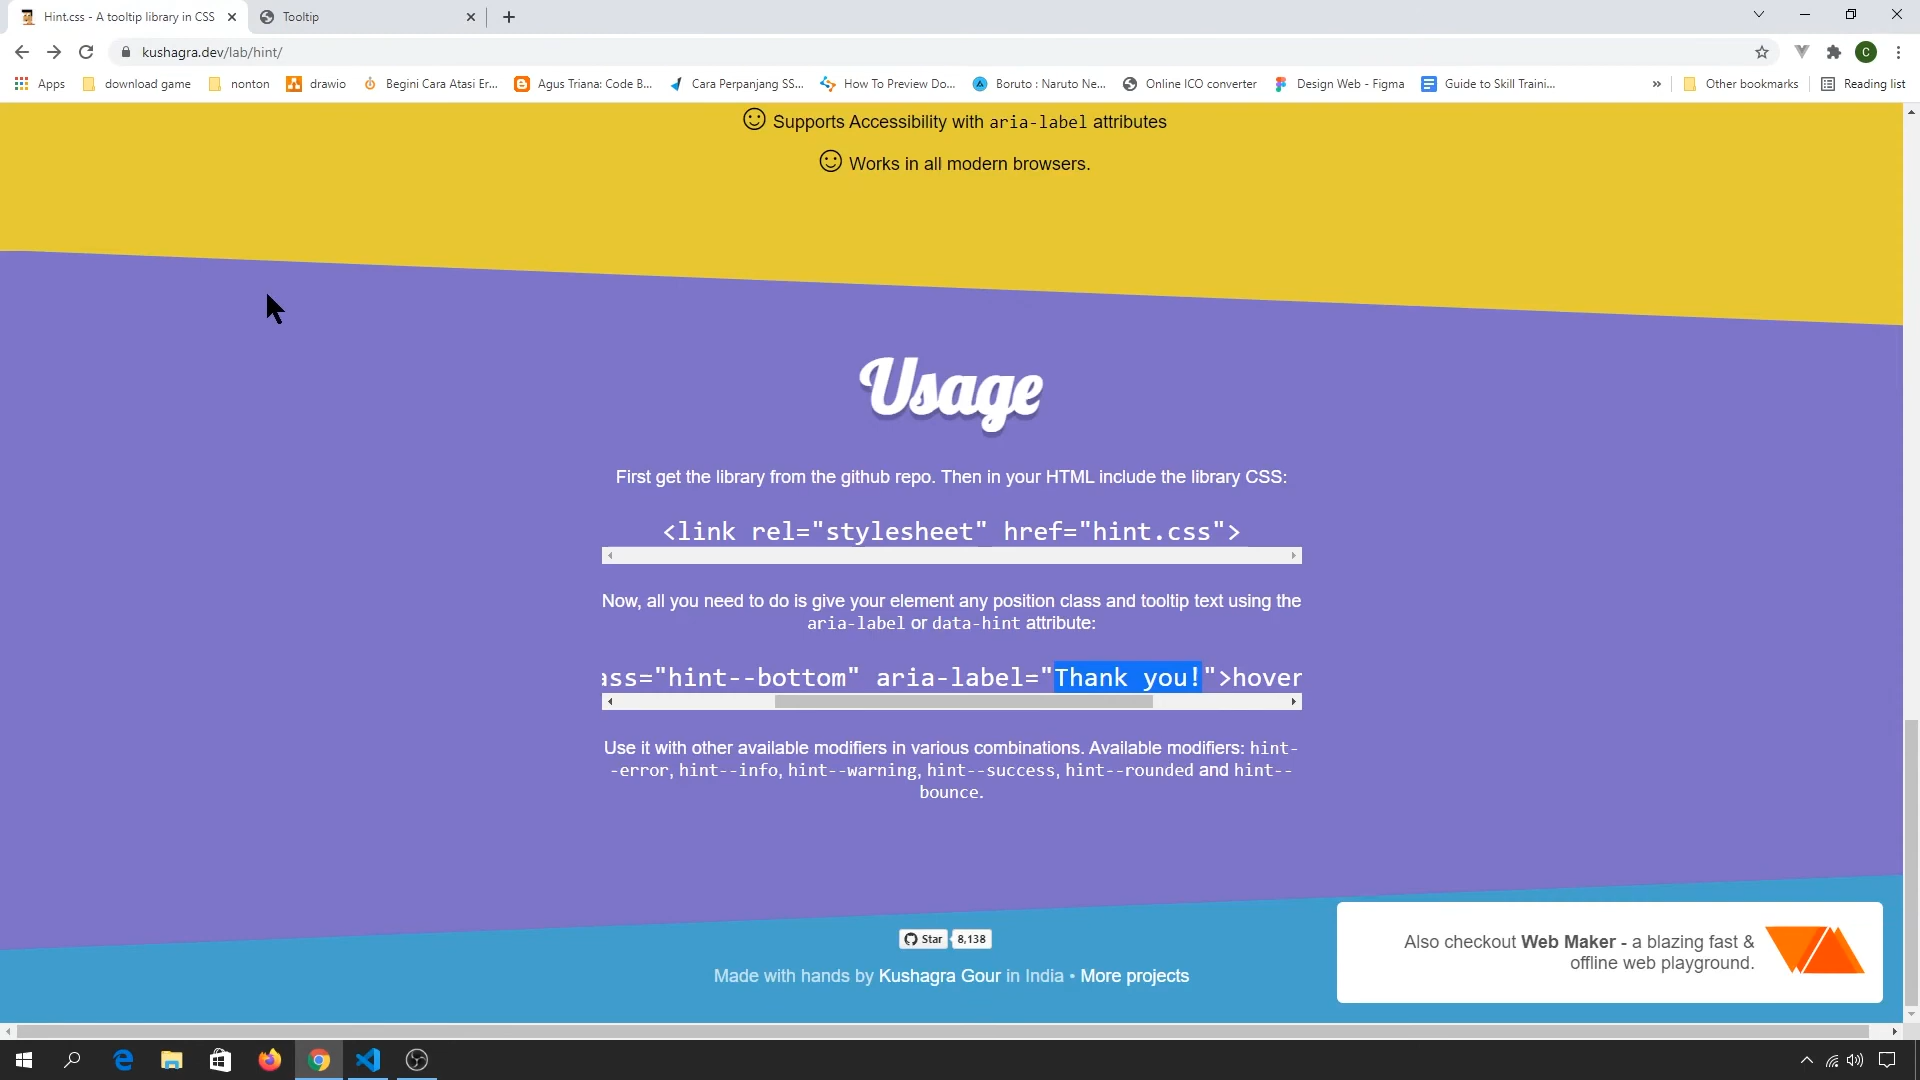 Hint.css - A tooltip library in CSS
Tooltip
kushagra.dev/lab/hint/
C
Apps
download game
nonton
drawio
Begini Cara Atasi Er...
Agus Triana: Code B...
Cara Perpanjang SS...
How To Preview Do...
Boruto : Naruto Ne...
Online ICO converter
Design Web - Figma
Guide to Skill Traini...
»
Other bookmarks
Reading list
Supports Accessibility with aria-label attributes
Works in all modern browsers.
Usage
First get the library from the github repo. Then in your HTML include the library CSS:
<link rel="stylesheet" href="hint.css">
Now, all you need to do is give your element any position class and tooltip text using the
aria-label or data-hint attribute:
ass="hint--bottom" aria-label="Thank you!">hover
Use it with other available modifiers in various combinations. Available modifiers: hint-
-error, hint--info, hint--warning, hint--success, hint--rounded and hint--
bounce.
Star 8,138
Made with hands by Kushagra Gour in India • More projects
Also checkout Web Maker - a blazing fast &
offline web playground.